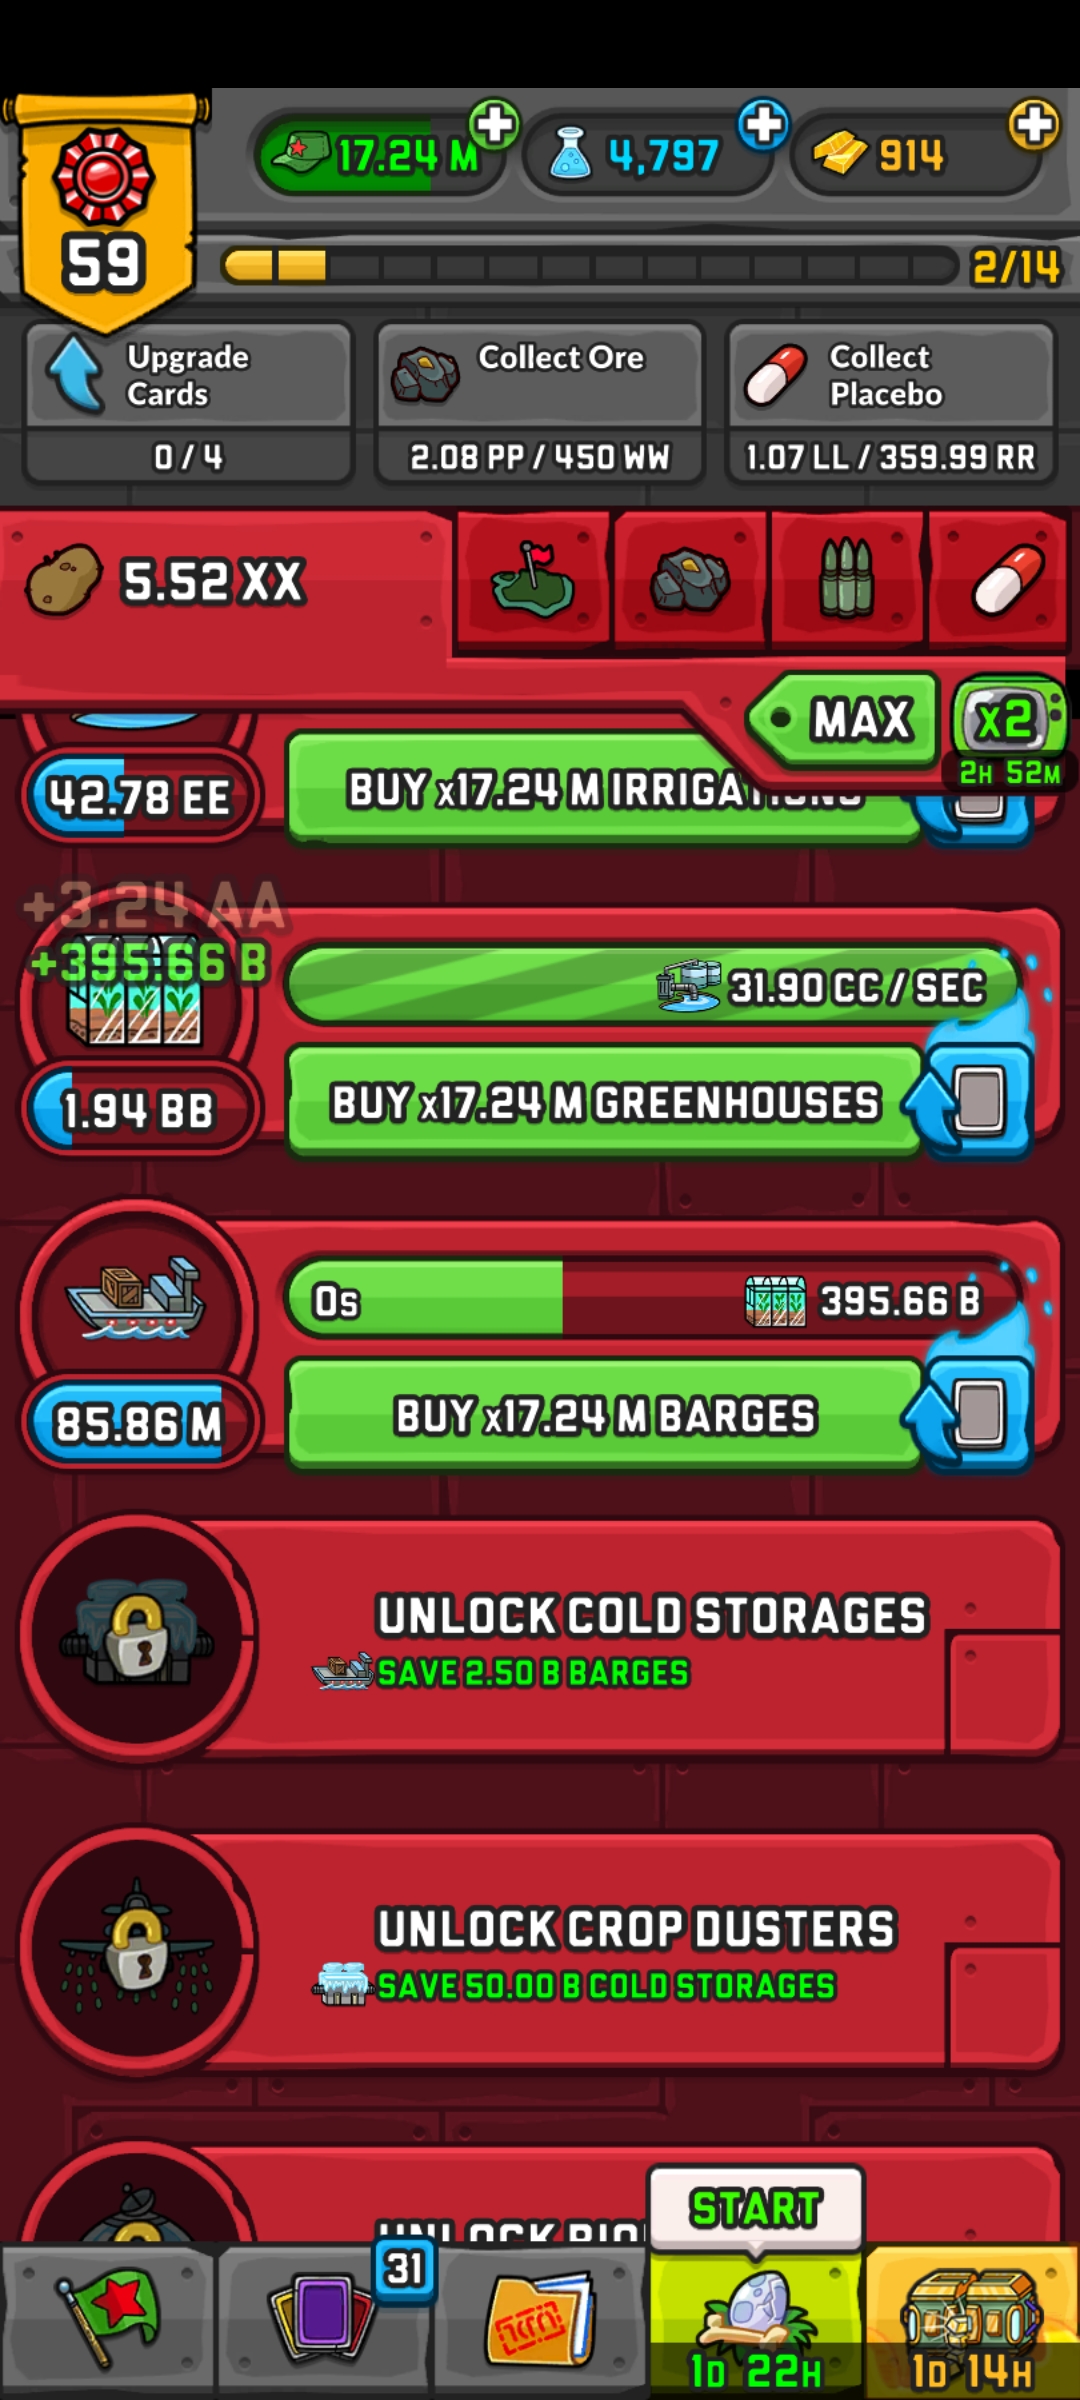 17.24 M
4,797
914
59
2/14
Upgrade
Cards
0 / 4
Collect Ore
2.08 PP / 450 WW
Collect
Placebo
1.07 LL / 359.99 RR
5.52 XX
MAX
x2
2H 52M
42.78 EE
BUY x17.24 M IRRIGATIONS
+3.24 AA
+395.66 B
31.90 CC / SEC
1.94 BB
BUY x17.24 M GREENHOUSES
0s
395.66 B
85.86 M
BUY x17.24 M BARGES
UNLOCK COLD STORAGES
SAVE 2.50 B BARGES
UNLOCK CROP DUSTERS
SAVE 50.00 B COLD STORAGES
UNLOCK
START
31
1D 22H
1D 14H